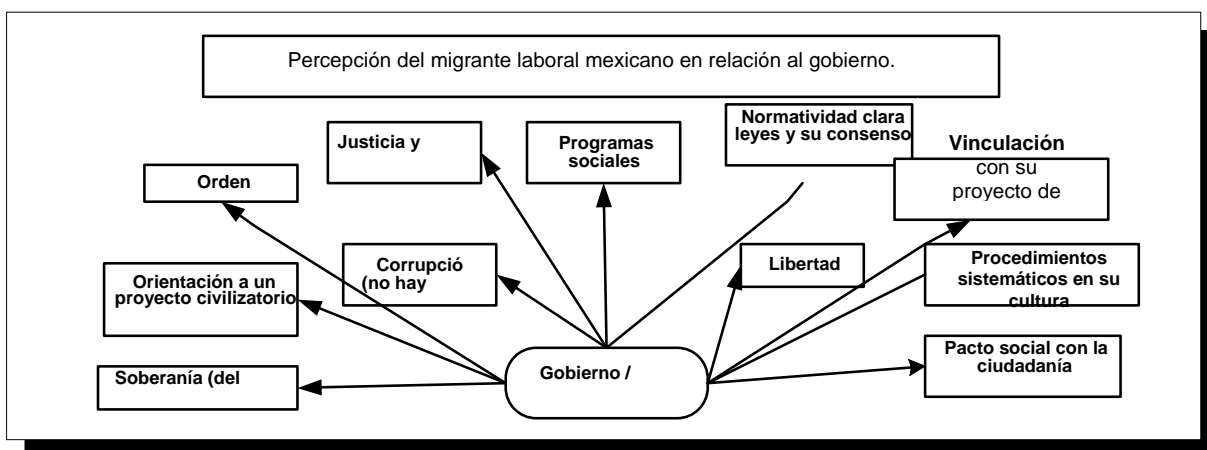 Percepción del migrante laboral mexicano en relación al gobierno.
Normatividad clara
leyes y su consenso
Justicia y
Programas
sociales
Vinculación
con su
proyecto de
Orden
Corrupció
(no hay
Libertad
Procedimientos
sistemáticos en su
cultura
Orientación a un
proyecto civilizatorio
Pacto social con la
ciudadanía
Soberanía (del
Gobierno /